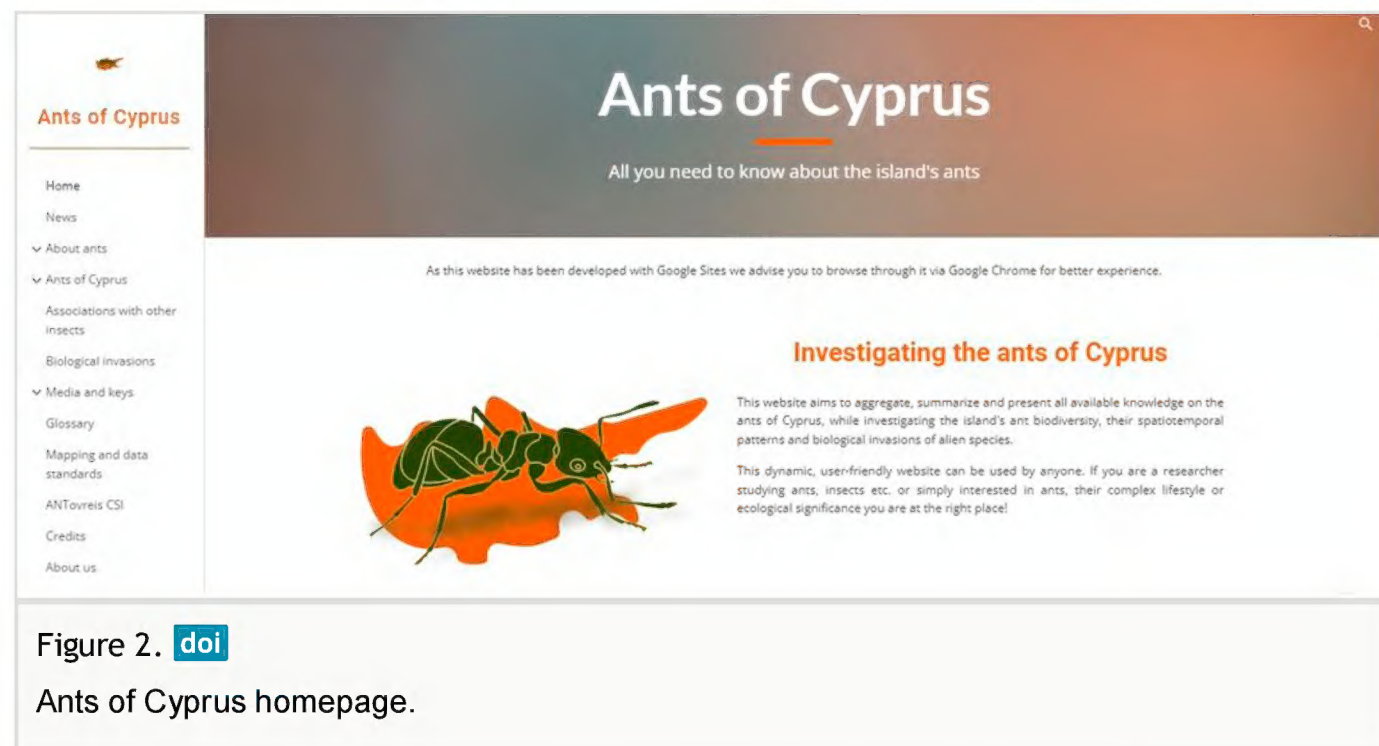 Ants of Cyprus
Home
News
About ants
Ants of Cyprus
Associations with other
insects
Biological invasions
Media and keys
Glossary
Mapping and data
standards
ANTovreis CSI
Credits
About us
Ants of Cyprus
All you need to know about the island's ants
As this website has been developed with Google Sites we advise you to browse through it via Google Chrome for better experience.
Investigating the ants of Cyprus
This website aims to aggregate, summarize and present all available knowledge on the
ants of Cyprus, while investigating the island's ant biodiversity, their spatiotemporal
patterns and biological invasions of alien species.
This dynamic, user-friendly website can be used by anyone. If you are a researcher
studying ants, insects etc. or simply interested in ants, their complex lifestyle or
ecological significance you are at the right place!
Figure 2. doi
Ants of Cyprus homepage.